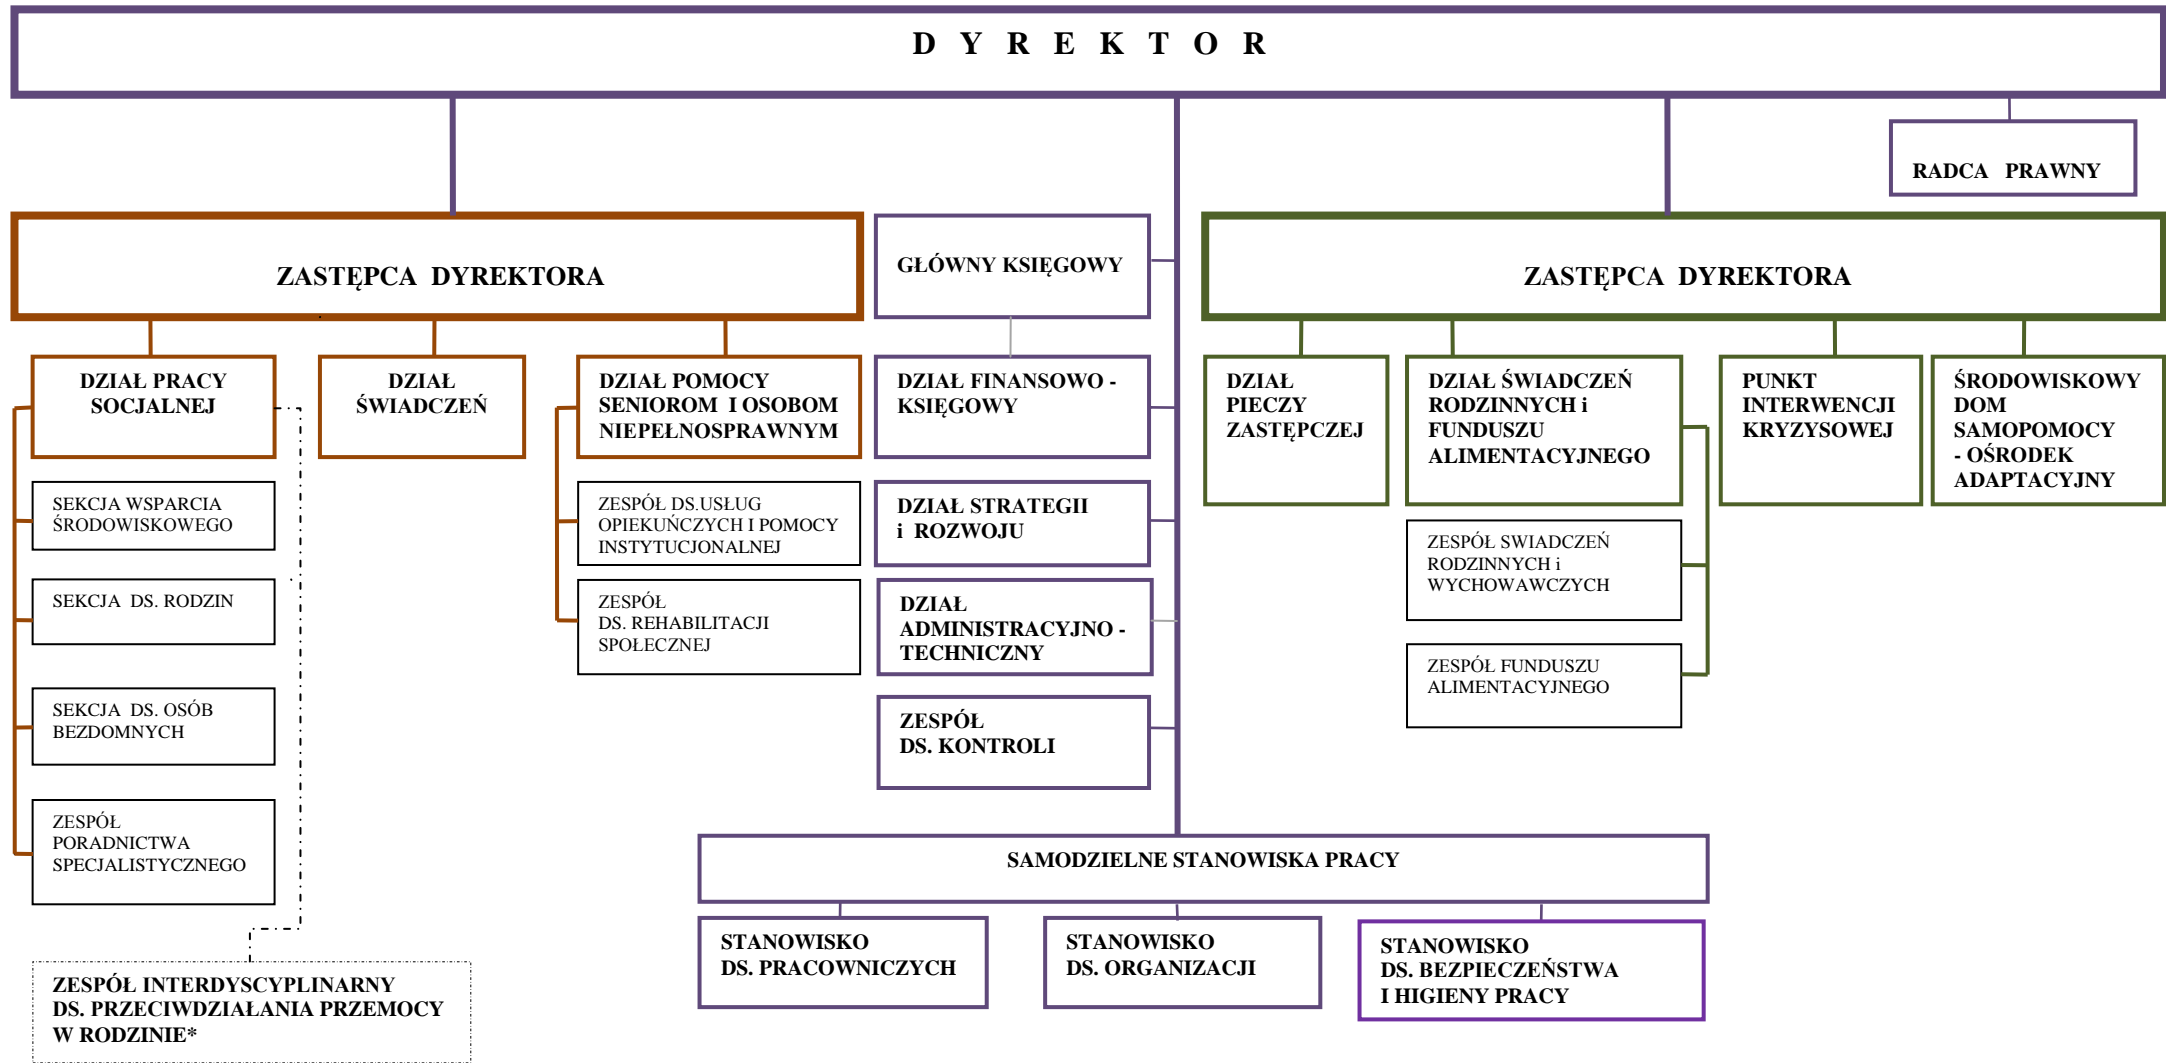 D Y R E K T O R
RADCA PRAWNY
ZASTĘPCA DYREKTORA
GŁÓWNY KSIĘGOWY
ZASTĘPCA DYREKTORA
DZIAŁ PRACY
SOCJALNEJ
DZIAŁ
ŚWIADCZEŃ
DZIAŁ POMOCY
SENIOROM I OSOBOM
NIEPEŁNOSPRAWNYM
DZIAŁ FINANSOWO -
KSIĘGOWY
DZIAŁ
PIECZY
ZASTĘPCZEJ
DZIAŁ ŚWIADCZEŃ
RODZINNYCH i
FUNDUSZU
ALIMENTACYJNEGO
PUNKT
INTERWENCJI
KRYZYSOWEJ
ŚRODOWISKOWY
DOM
SAMOPOMOCY
- OŚRODEK
ADAPTACYJNY
SEKCJA WSPARCIA
ŚRODOWISKOWEGO
ZESPÓŁ DS.USŁUG
OPIEKUŃCZYCH I POMOCY
INSTYTUCJONALNEJ
DZIAŁ STRATEGII
i ROZWOJU
ZESPÓŁ SWIADCZEŃ
RODZINNYCH i
WYCHOWAWCZYCH
SEKCJA DS. RODZIN
ZESPÓŁ
DS. REHABILITACJI
SPOŁECZNEJ
DZIAŁ
ADMINISTRACYJNO -
TECHNICZNY
ZESPÓŁ FUNDUSZU
ALIMENTACYJNEGO
SEKCJA DS. OSÓB
BEZDOMNYCH
ZESPÓŁ
DS. KONTROLI
ZESPÓŁ
PORADNICTWA
SPECJALISTYCZNEGO
SAMODZIELNE STANOWISKA PRACY
STANOWISKO
DS. PRACOWNICZYCH
STANOWISKO
DS. ORGANIZACJI
STANOWISKO
DS. BEZPIECZEŃSTWA
I HIGIENY PRACY
ZESPÓŁ INTERDYSCYPLINARNY
DS. PRZECIWDZIAŁANIA PRZEMOCY
W RODZINIE*